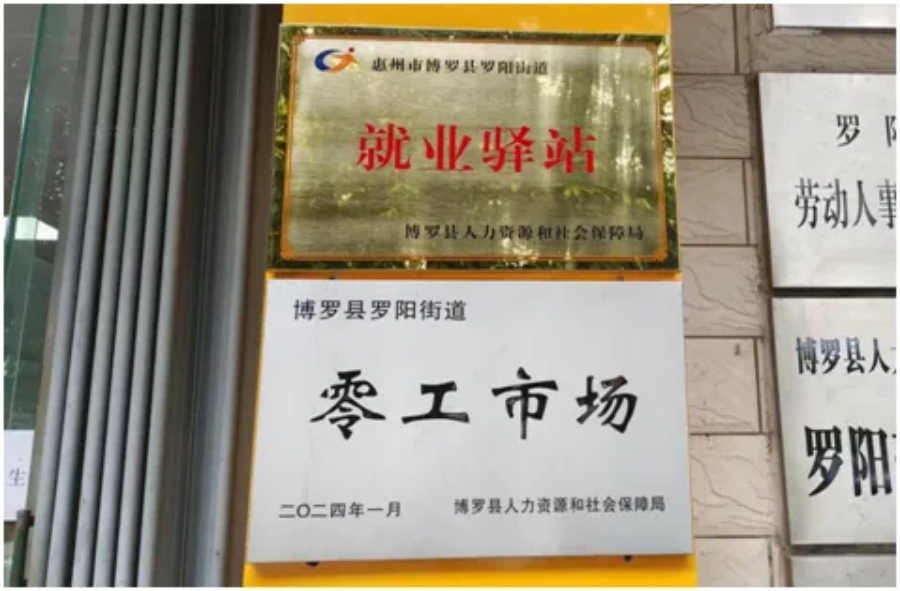 惠州市博罗县罗阳街道
就业驿站
博罗县人力资源和社会保障局
博罗县罗阳街道
零工市场
二〇二四年一月 博罗县人力资源和社会保障局
罗
劳动人事
博罗县人
罗阳
生